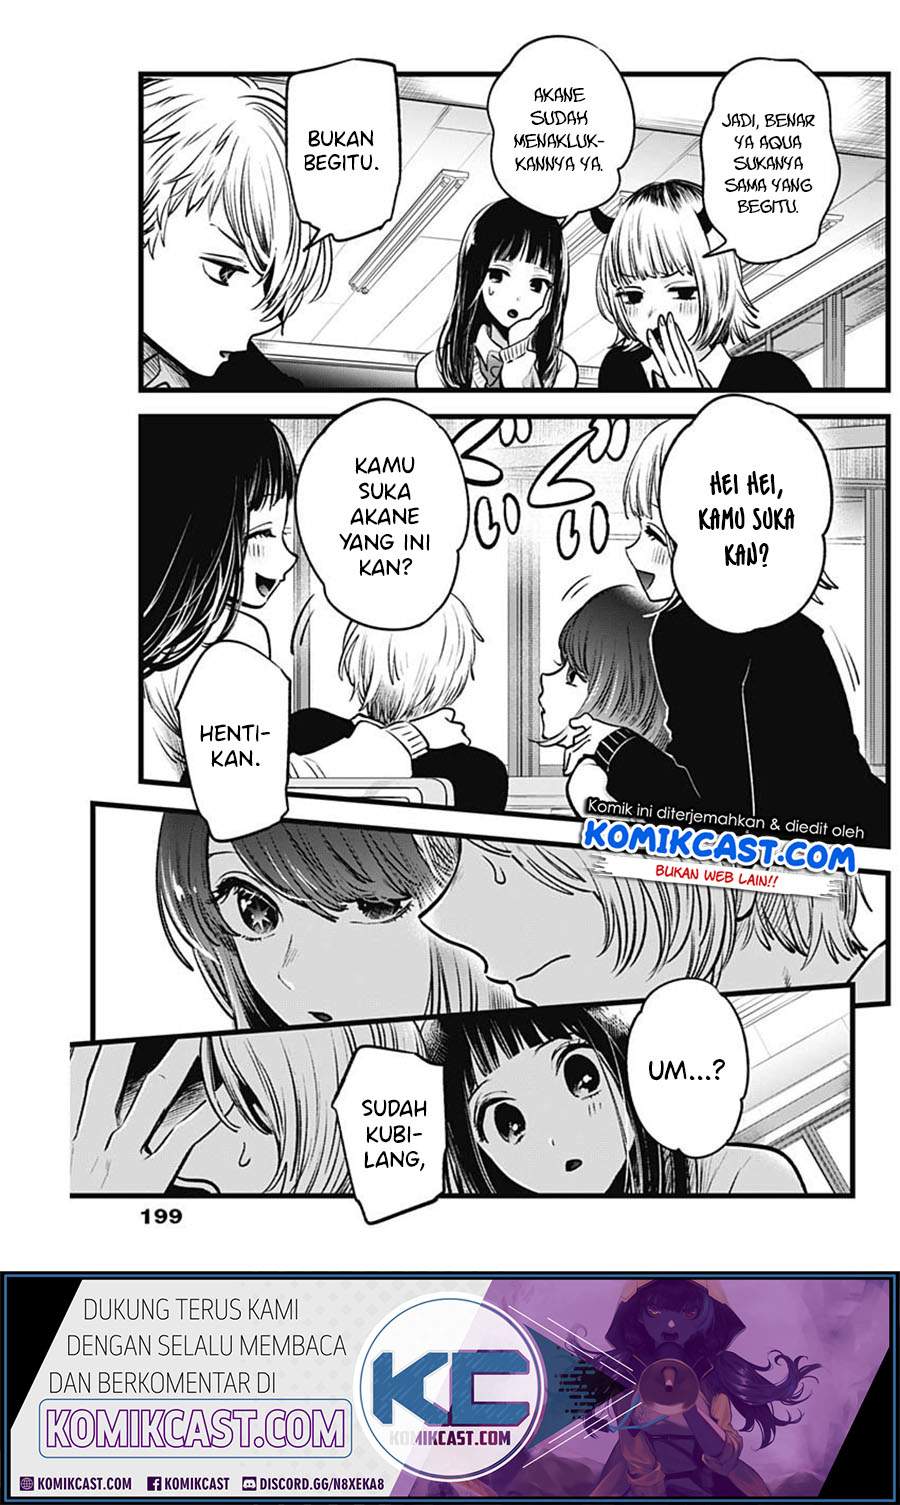 JADI, BENAR
YA AQUA
SUKANYA
SAMA YANG
BEGITU.
AKANE
SUDAH
MENAKLUK-
KANNYA YA.
BUKAN
BEGITU.
HEI HEI,
KAMU SUKA
KAN?
KAMU
SUKA
AKANE
YANG INI
KAN?
HENTI-
KAN.
Komik ini diterjemahkan & diedit oleh
KOMIKCAST.COM
BUKAN WEB LAIN!!
UM...?
SUDAH
KUBI-
LANG,
199
DUKUNG TERUS KAMI
DENGAN SELALU MEMBACA
DAN BERKOMENTAR DI
KOMIKCAST.COM
KOMIKCAST.COM KOMIKCAST DISCORD.GG/N8XEKA8
KC
KOMIKCAST.COM